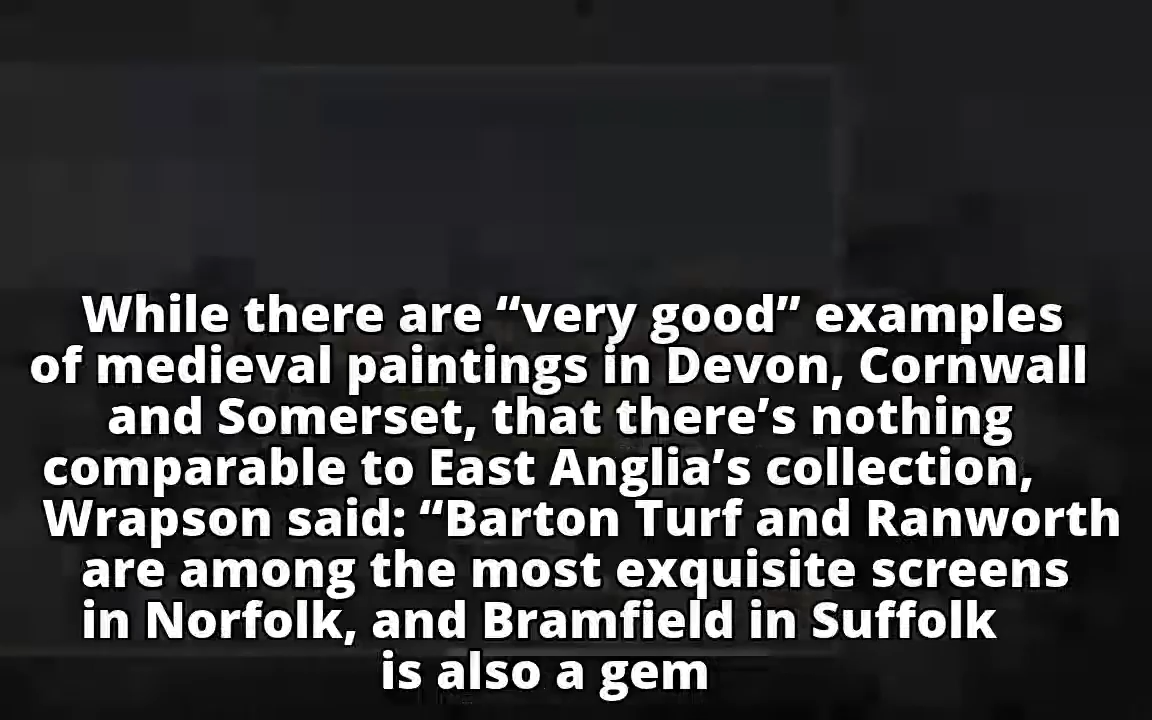 While there are “very good” examples
of medieval paintings in Devon, Cornwall
and Somerset, that there’s nothing
comparable to East Anglia’s collection,
Wrapson said: “Barton Turf and Ranworth
are among the most exquisite screens
in Norfolk, and Bramfield in Suffolk
is also a gem